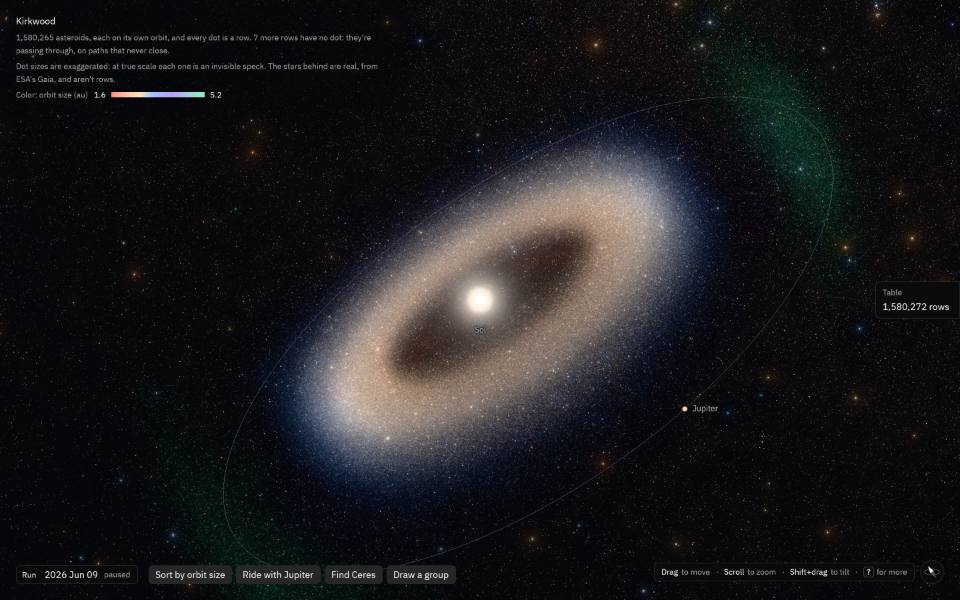 Kirkwood
1,580,265 asteroids, each on its own orbit, and every dot is a row. 7 more rows have no dot: they're
passing through, on paths that never close.
Dot sizes are exaggerated: at true scale each one is an invisible speck. The stars behind are real, from
ESA's Gaia, and aren't rows.
Color: orbit size (au) 1.6 5.2
Table
1,580,272 rows
Sol
Jupiter
Run 2026 Jun 09 paused
Sort by orbit size
Ride with Jupiter
Find Ceres
Draw a group
Drag to move · Scroll to zoom · Shift+drag to tilt · ? for more